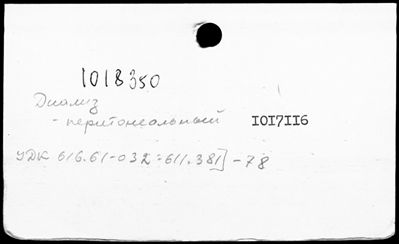 1018350
Диализ
- перитонеальный IOI7II6
УДК 616.61-032:611.381]-78